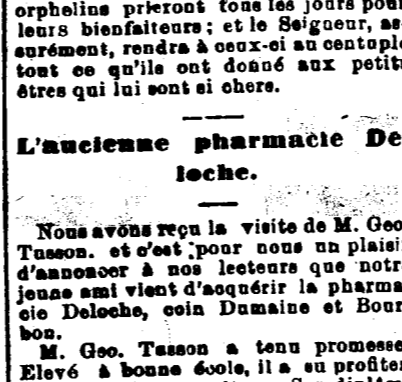 orphelins prieront tous les jours pour
leurs bienfaiteurs; et le Seigneur, as-
surément, rendra à ceux-ci au centuple
tout ce qu'ils ont donné aux petits
êtres qui lui sont si chers.
L'ancienne pharmacie De
loche.
Nous avons reçu la visite de M. Geo.
Tasson. et c'est pour nous un plaisir
d'annoncer à nos lecteurs que notr
jeune ami vient d'acquérir la pharma
cie Deloche, coin Dumaine et Bour
bon.
M. Geo. Tasson a tenu promesse
Elevé à bonne école, il a su profiter